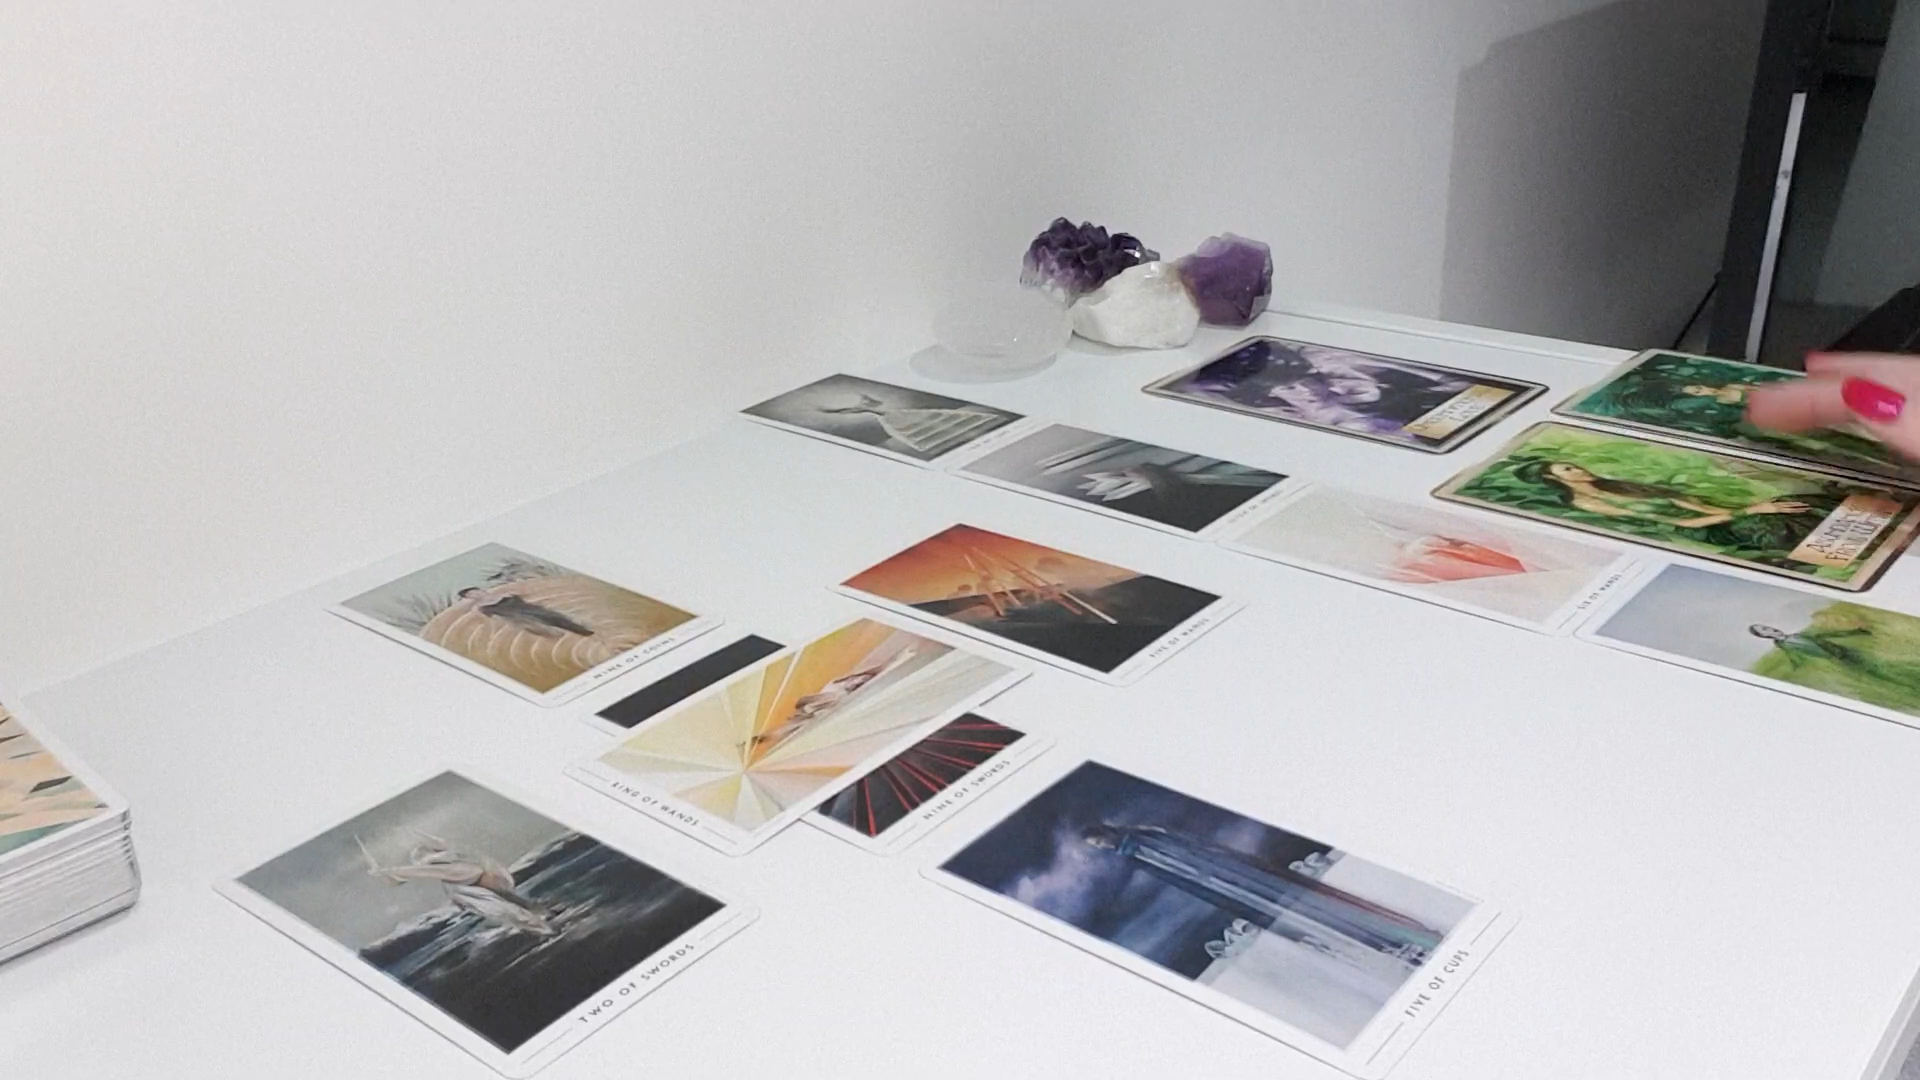 SIX OF WANDS
NINE OF COINS
FIVE OF WANDS
KING OF WANDS
NINE OF SWORDS
TWO OF SWORDS
FIVE OF CUPS